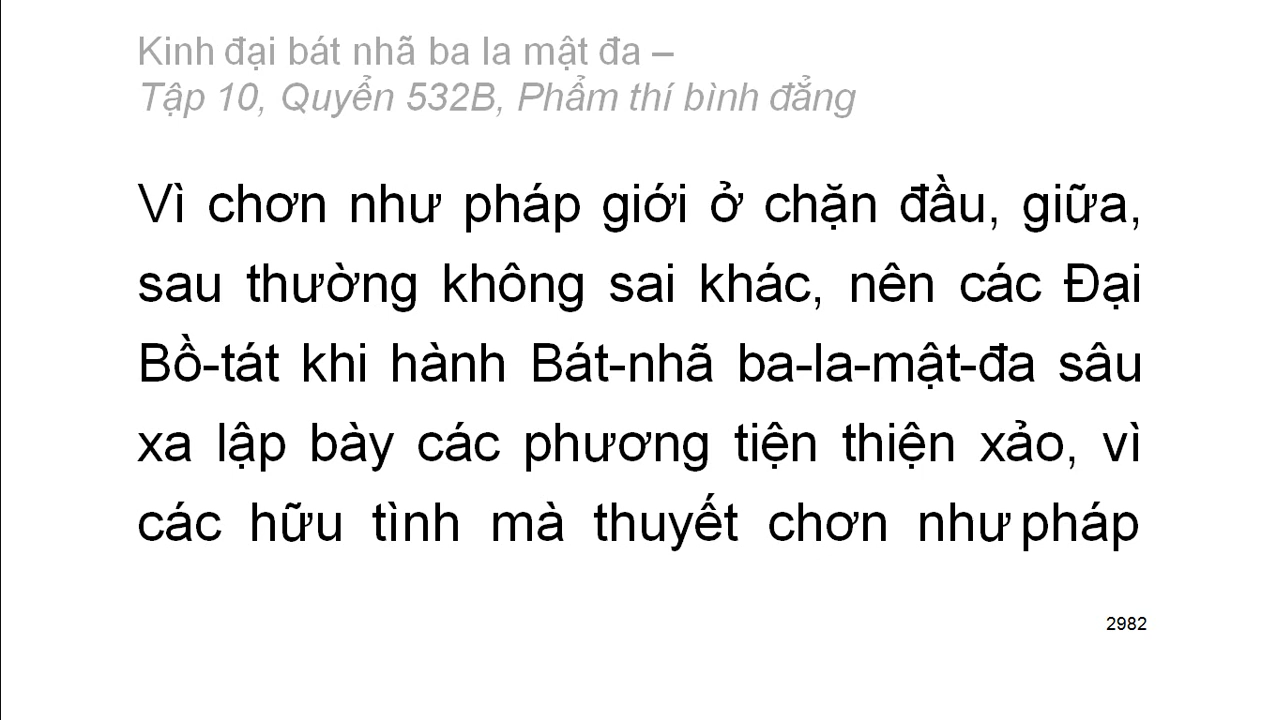 Kinh đại bát nhã ba la mật đa –
Tập 10, Quyển 532B, Phẩm thí bình đẳng
Vì chơn như pháp giới ở chặn đầu, giữa,
sau thường không sai khác, nên các Đại
Bồ-tát khi hành Bát-nhã ba-la-mật-đa sâu
xa lập bày các phương tiện thiện xảo, vì
các hữu tình mà thuyết chơn như pháp
2982